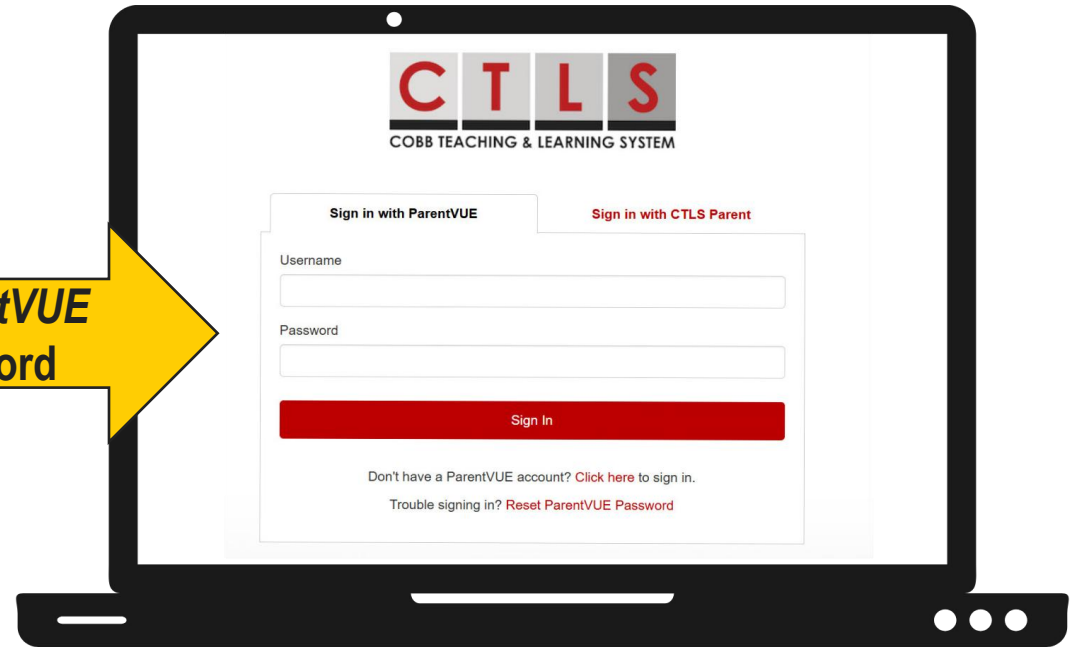 C T L S
COBB TEACHING & LEARNING SYSTEM
Sign in with ParentVUE
Sign in with CTLS Parent
Username
tVUE
Password
ord
Sign In
Don't have a ParentVUE account? Click here to sign in.
Trouble signing in? Reset ParentVUE Password